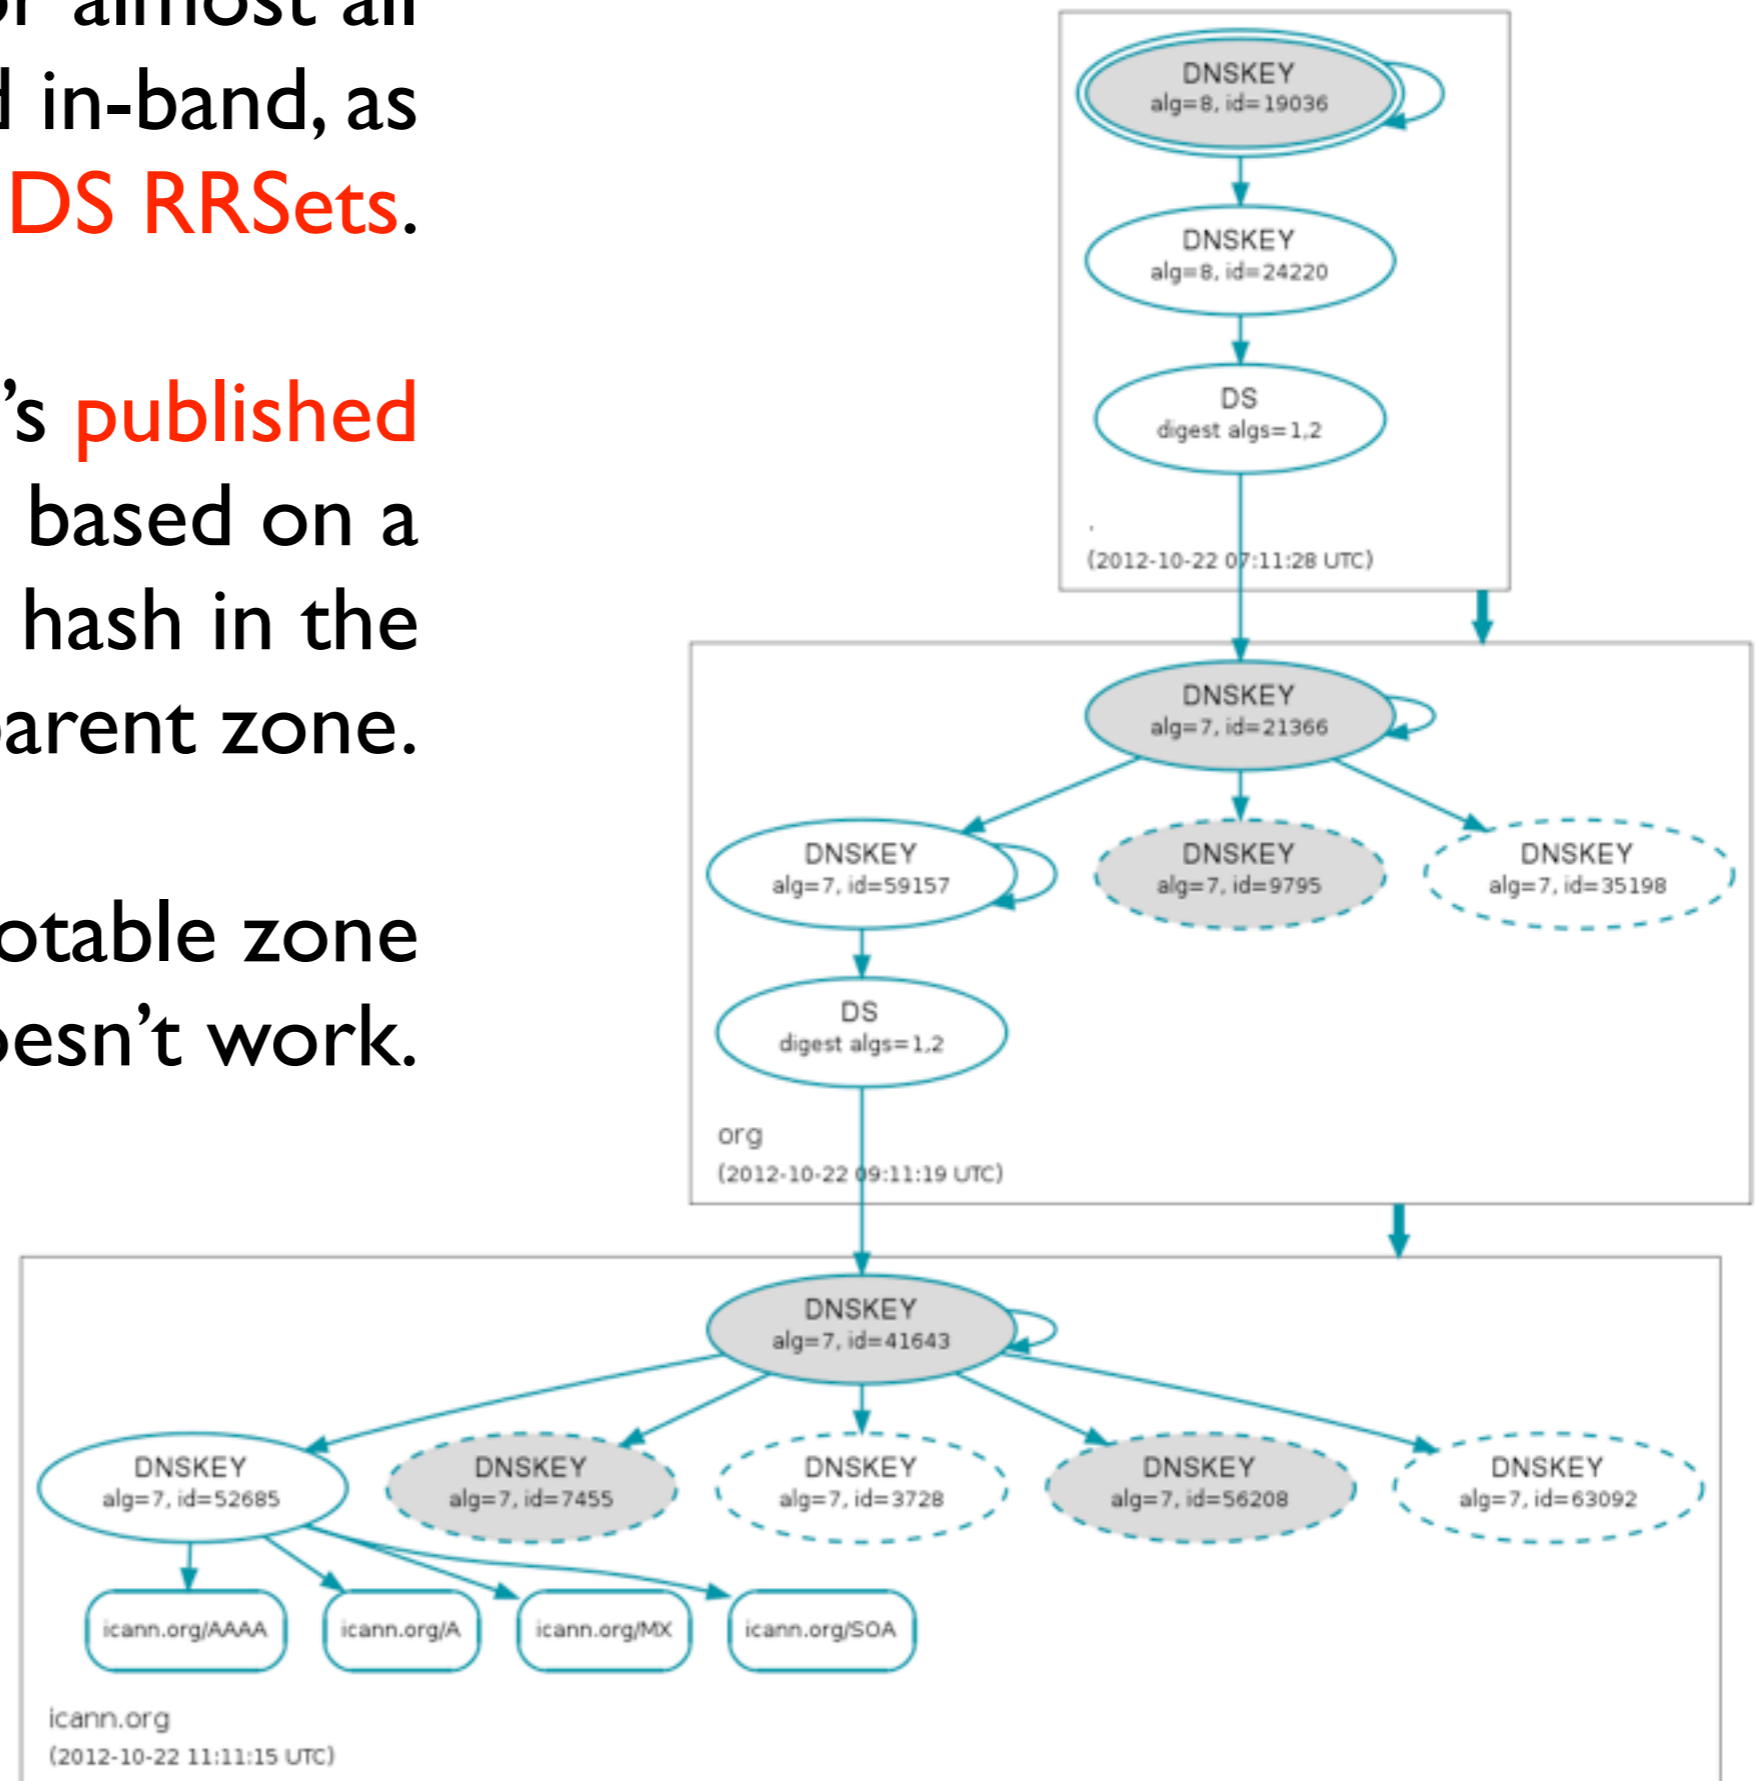 almost all
in-band, as
DS RRSets.
’s published
based on a
hash in the
zone.
zone
work.
DNSKEY
alg=8, id=19036
DNSKEY
alg=8, id=24220
DS
digest algs=1,2
.
(2012-10-22 07:11:28 UTC)
DNSKEY
alg=7, id=21366
DNSKEY
alg=7, id=59157
DNSKEY
alg=7, id=9795
DNSKEY
alg=7, id=35198
DS
digest algs=1,2
org
(2012-10-22 09:11:19 UTC)
DNSKEY
alg=7, id=41643
DNSKEY
alg=7, id=52685
DNSKEY
alg=7, id=7455
DNSKEY
alg=7, id=3728
DNSKEY
alg=7, id=56208
DNSKEY
alg=7, id=63092
icann.org/AAAA
icann.org/A
icann.org/MX
icann.org/SOA
icann.org
(2012-10-22 11:11:15 UTC)